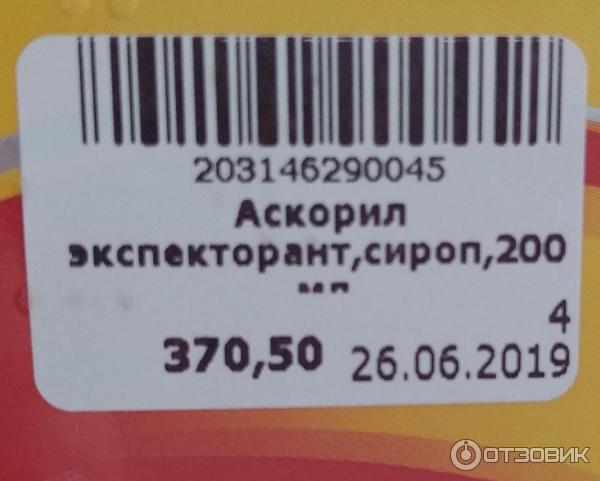 203146290045
Аскорил
экспекторант,сироп,200
4
370,50 26.06.2019
ОТЗОВИК